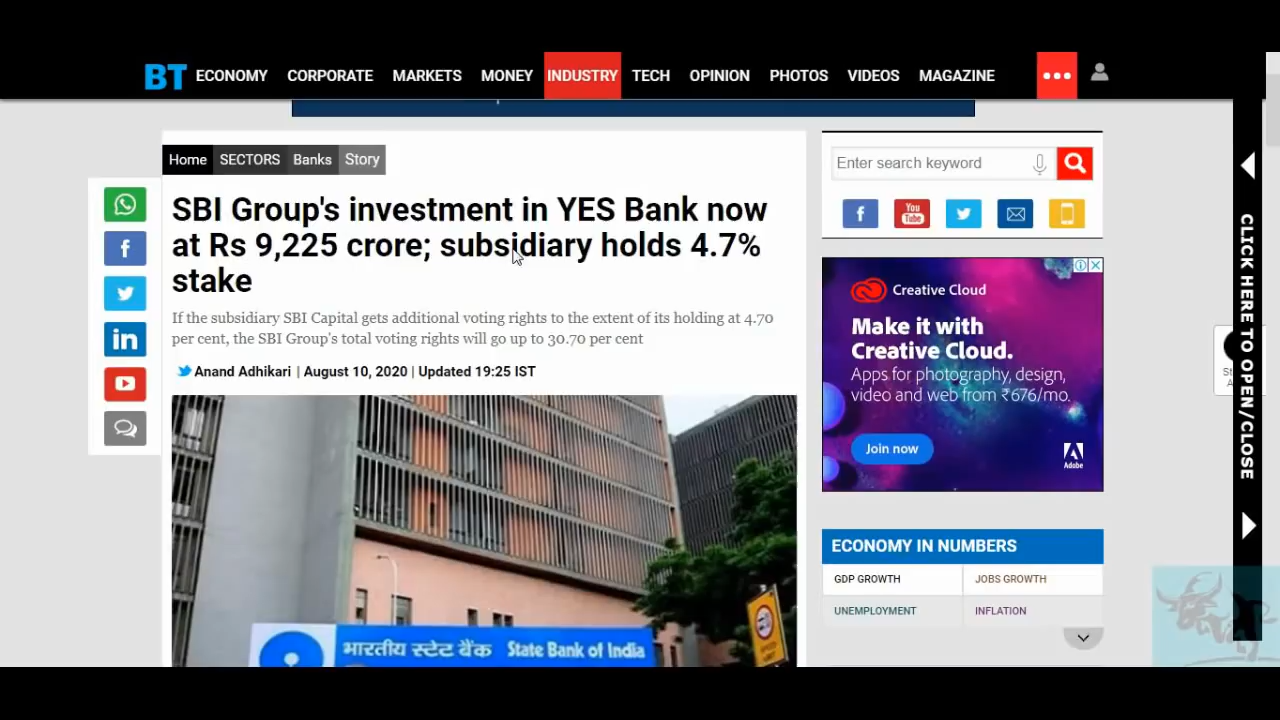 BT ECONOMY CORPORATE MARKETS MONEY INDUSTRY TECH OPINION PHOTOS VIDEOS MAGAZINE
Home SECTORS Banks Story
SBI Group's investment in YES Bank now
at Rs 9,225 crore; subsidiary holds 4.7%
stake
If the subsidiary SBI Capital gets additional voting rights to the extent of its holding at 4.70
per cent, the SBI Group's total voting rights will go up to 30.70 per cent
Anand Adhikari | August 10, 2020 | Updated 19:25 IST
भारतीय स्टेट बैंक State Bank of India
Enter search keyword
You
Tube
Creative Cloud
Make it with
Creative Cloud.
Apps for photography, design,
video and web from ₹676/mo.
Join now
Adobe
ECONOMY IN NUMBERS
GDP GROWTH JOBS GROWTH
UNEMPLOYMENT INFLATION
CLICK HERE TO OPEN/CLOSE